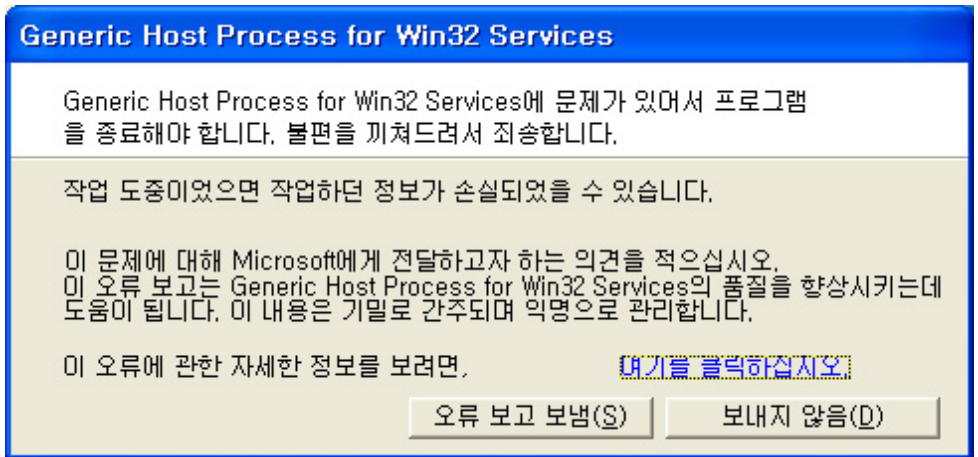 Generic Host Process for Win32 Services
Generic Host Process for Win32 Services에 문제가 있어서 프로그램
을 종료해야 합니다. 불편을 끼쳐드려서 죄송합니다.
작업 도중이었으면 작업하던 정보가 손실되었을 수 있습니다.
이 문제에 대해 Microsoft에게 전달하고자 하는 의견을 적으십시오.
이 오류 보고는 Generic Host Process for Win32 Services의 품질을 향상시키는데
도움이 됩니다. 이 내용은 기밀로 간주되며 익명으로 관리합니다.
이 오류에 관한 자세한 정보를 보려면, 여기를 클릭하십시오.
오류 보고 보냄(S) 보내지 않음(D)